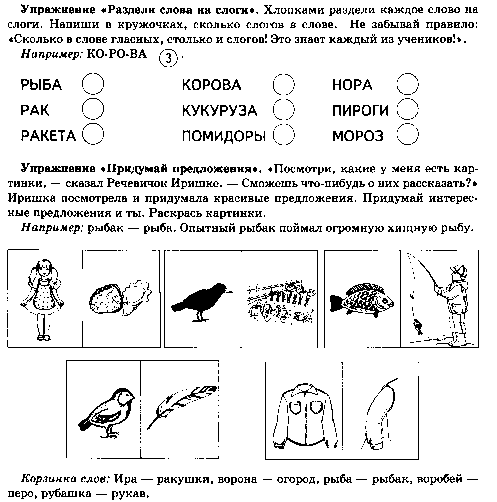 Упражнение «Раздели слова на слоги». Хлопками раздели каждое слово на
слоги. Напиши в кружочках, сколько слогов в слове. Не забывай правило:
«Сколько в слове гласных, столько и слогов! Это знает каждый из учеников!».
Например: КО-РО-ВА 3.
РЫБА КОРОВА НОРА
РАК КУКУРУЗА ПИРОГИ
РАКЕТА ПОМИДОРЫ МОРОЗ
Упражнение «Придумай предложения». «Посмотри, какие у меня есть кар-
тинки, — сказал Речевичок Иришке. — Сможешь что-нибудь о них рассказать?»
Иришка посмотрела и придумала красивые предложения. Придумай интерес-
ные предложения и ты. Раскрась картинки.
Например: рыбак — рыба. Опытный рыбак поймал огромную хищную рыбу.
Корзинка слов: Ира — ракушки, ворона — огород, рыба — рыбак, воробей —
перо, рубашка — рукав.